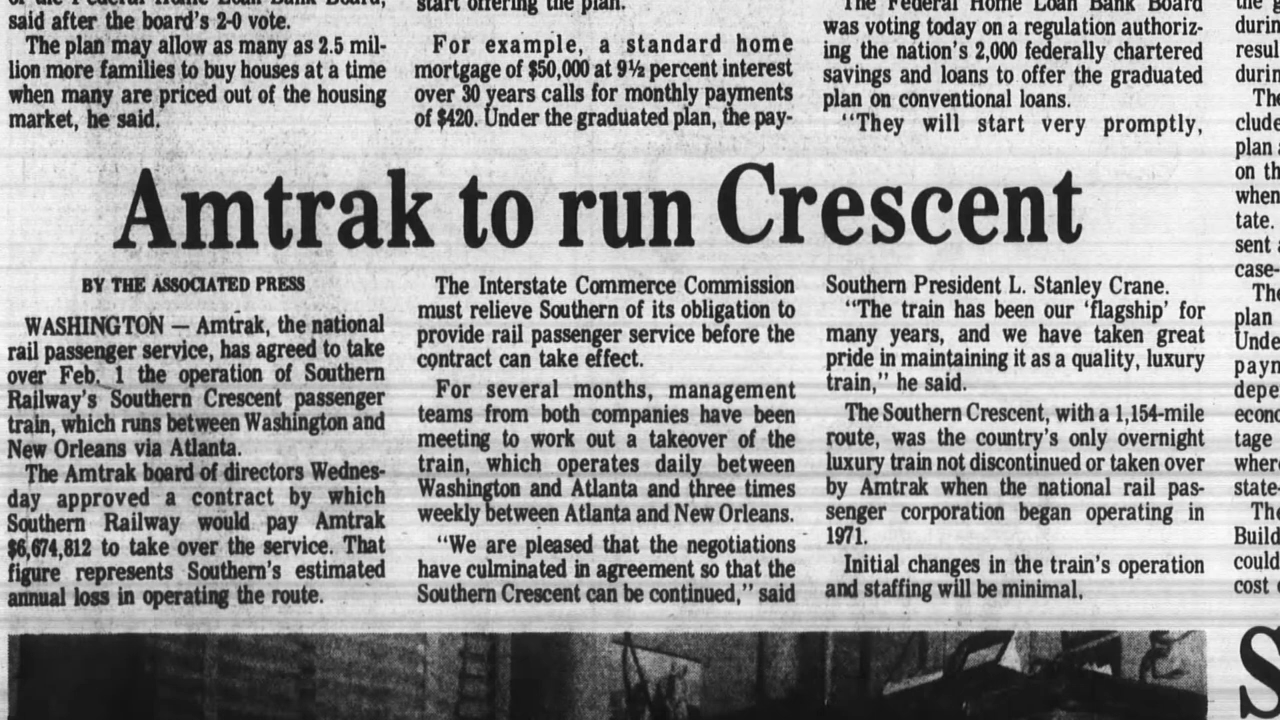 said after the board's 2-0 vote.
The plan may allow as many as 2.5 mil-
lion more families to buy houses at a time
when many are priced out of the housing
market, he said.
start offering the plan.
For example, a standard home
mortgage of $50,000 at 9½ percent interest
over 30 years calls for monthly payments
of $420. Under the graduated plan, the pay-
The Federal Home Loan Bank Board
was voting today on a regulation authoriz-
ing the nation's 2,000 federally chartered
savings and loans to offer the graduated
plan on conventional loans.
"They will start very promptly,
Amtrak to run Crescent
BY THE ASSOCIATED PRESS
WASHINGTON — Amtrak, the national
rail passenger service, has agreed to take
over Feb. 1 the operation of Southern
Railway's Southern Crescent passenger
train, which runs between Washington and
New Orleans via Atlanta.
The Amtrak board of directors Wednes-
day approved a contract by which
Southern Railway would pay Amtrak
$6,674,812 to take over the service. That
figure represents Southern's estimated
annual loss in operating the route.
The Interstate Commerce Commission
must relieve Southern of its obligation to
provide rail passenger service before the
contract can take effect.
For several months, management
teams from both companies have been
meeting to work out a takeover of the
train, which operates daily between
Washington and Atlanta and three times
weekly between Atlanta and New Orleans.
"We are pleased that the negotiations
have culminated in agreement so that the
Southern Crescent can be continued," said
Southern President L. Stanley Crane.
"The train has been our 'flagship' for
many years, and we have taken great
pride in maintaining it as a quality, luxury
train," he said.
The Southern Crescent, with a 1,154-mile
route, was the country's only overnight
luxury train not discontinued or taken over
by Amtrak when the national rail pas-
senger corporation began operating in
1971.
Initial changes in the train's operation
and staffing will be minimal.
plan
on
when
tate.
case-
plan
tage
state-
could
cost